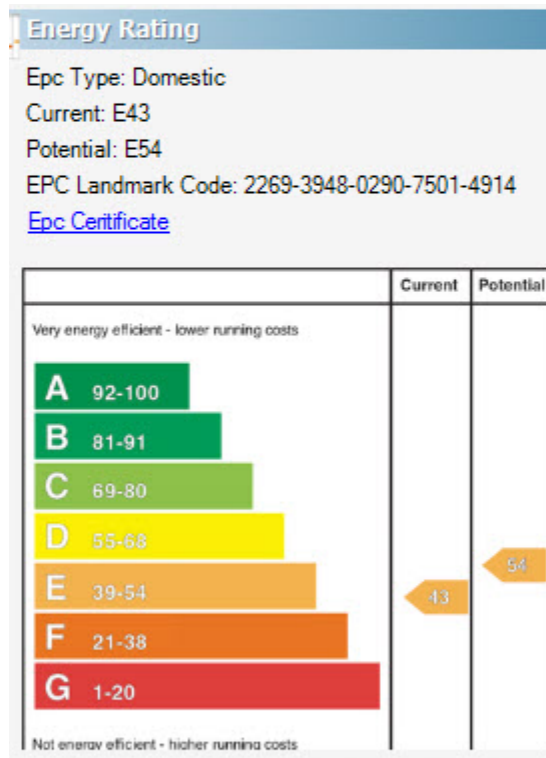 Energy Rating
Epc Type: Domestic
Current: E43
Potential: E54
EPC Landmark Code: 2269-3948-0290-7501-4914
Epc Ceritificate
Current Potential
Very energy efficient - lower running costs
A 92-100
B 81-91
C 69-80
D 55-68
54
E 39-54 43
F 21-38
G 1-20
Not energy efficient - higher running costs